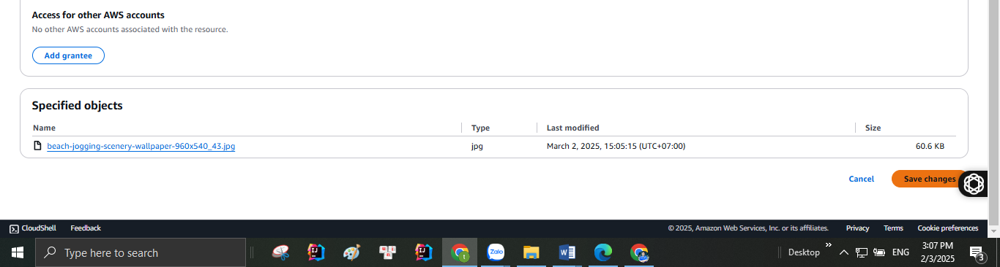 Access for other AWS accounts
No other AWS accounts associated with the resource.
Add grantee
Specified objects
Name Type Last modified Size
beach-jogging-scenery-wallpaper-960x540_43.jpg jpg March 2, 2025, 15:05:15 (UTC+07:00) 60.6 KB
Cancel Save changes
CloudShell Feedback © 2025, Amazon Web Services, Inc. or its affiliates. Privacy Terms Cookie preferences
Type here to search Zalo Desktop ENG 3:07 PM
2/3/2025 3